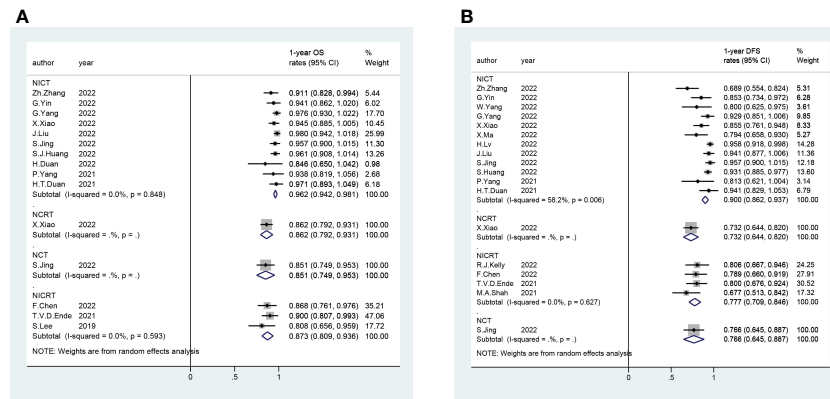 A
1-year OS %
author year rates (95% CI) Weight
NICT
Zh.Zhang 2022 0.911 (0.828, 0.994) 5.44
G.Yin 2022 0.941 (0.862, 1.020) 6.02
G.Yang 2022 0.976 (0.930, 1.022) 17.70
X.Xiao 2022 0.945 (0.885, 1.005) 10.45
J.Liu 2022 0.980 (0.942, 1.018) 25.99
S.Jing 2022 0.957 (0.900, 1.015) 11.30
S.J.Huang 2022 0.961 (0.908, 1.014) 13.26
H.Duan 2022 0.846 (0.650, 1.042) 0.98
P.Yang 2021 0.938 (0.819, 1.056) 2.68
H.T.Duan 2021 0.971 (0.893, 1.049) 6.18
Subtotal (I-squared = 0.0%, p = 0.848) 0.962 (0.942, 0.981) 100.00
.
NCRT
X.Xiao 2022 0.862 (0.792, 0.931) 100.00
Subtotal (I-squared = .%, p = .) 0.862 (0.792, 0.931) 100.00
.
NCT
S.Jing 2022 0.851 (0.749, 0.953) 100.00
Subtotal (I-squared = .%, p = .) 0.851 (0.749, 0.953) 100.00
.
NICRT
F.Chen 2022 0.868 (0.761, 0.976) 35.21
T.V.D.Ende 2021 0.900 (0.807, 0.993) 47.06
S.Lee 2019 0.808 (0.656, 0.959) 17.72
Subtotal (I-squared = 0.0%, p = 0.593) 0.873 (0.809, 0.936) 100.00
NOTE: Weights are from random effects analysis
0 .5 1
B
1-year DFS %
author year rates (95% CI) Weight
NICT
Zh.Zhang 2022 0.689 (0.554, 0.824) 5.31
G.Yin 2022 0.853 (0.734, 0.972) 6.28
W.Yang 2022 0.800 (0.625, 0.975) 3.61
G.Yang 2022 0.929 (0.851, 1.006) 9.85
X.Xiao 2022 0.855 (0.761, 0.948) 8.33
X.Ma 2022 0.794 (0.658, 0.930) 5.27
H.Lv 2022 0.958 (0.918, 0.998) 14.28
J.Liu 2022 0.941 (0.877, 1.006) 11.36
S.Jing 2022 0.957 (0.900, 1.015) 12.18
S.Huang 2022 0.931 (0.885, 0.977) 13.60
P.Yang 2021 0.813 (0.621, 1.004) 3.14
H.T.Duan 2021 0.941 (0.829, 1.053) 6.79
Subtotal (I-squared = 58.2%, p = 0.006) 0.900 (0.862, 0.937) 100.00
.
NCRT
X.Xiao 2022 0.732 (0.644, 0.820) 100.00
Subtotal (I-squared = .%, p = .) 0.732 (0.644, 0.820) 100.00
.
NICRT
R.J.Kelly 2022 0.806 (0.667, 0.946) 24.25
F.Chen 2022 0.789 (0.660, 0.919) 27.91
T.V.D.Ende 2021 0.800 (0.676, 0.924) 30.52
M.A.Shah 2021 0.677 (0.513, 0.842) 17.32
Subtotal (I-squared = 0.0%, p = 0.627) 0.777 (0.709, 0.846) 100.00
.
NCT
S.Jing 2022 0.766 (0.645, 0.887) 100.00
Subtotal (I-squared = .%, p = .) 0.766 (0.645, 0.887) 100.00
NOTE: Weights are from random effects analysis
0 .5 1